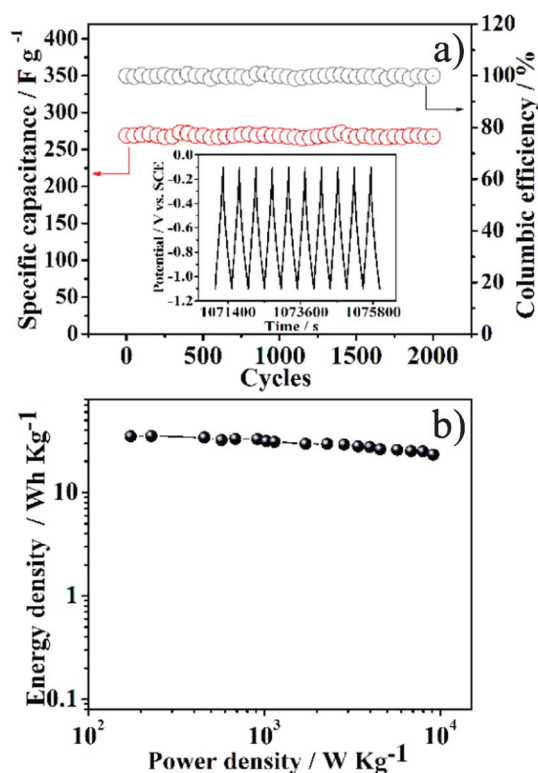 a)
Specific capacitance / F g⁻¹
400
350
300
250
200
150
100
50
0
Columbic efficiency / %
120
100
80
60
40
20
0
Potential / V vs. SCE
0.0
-0.2
-0.4
-0.6
-0.8
-1.0
-1.2
1071400 1073600 1075800
Time / s
0 500 1000 1500 2000
Cycles
b)
Energy density / Wh Kg⁻¹
10
1
0.1
10² 10³ 10⁴
Power density / W Kg⁻¹